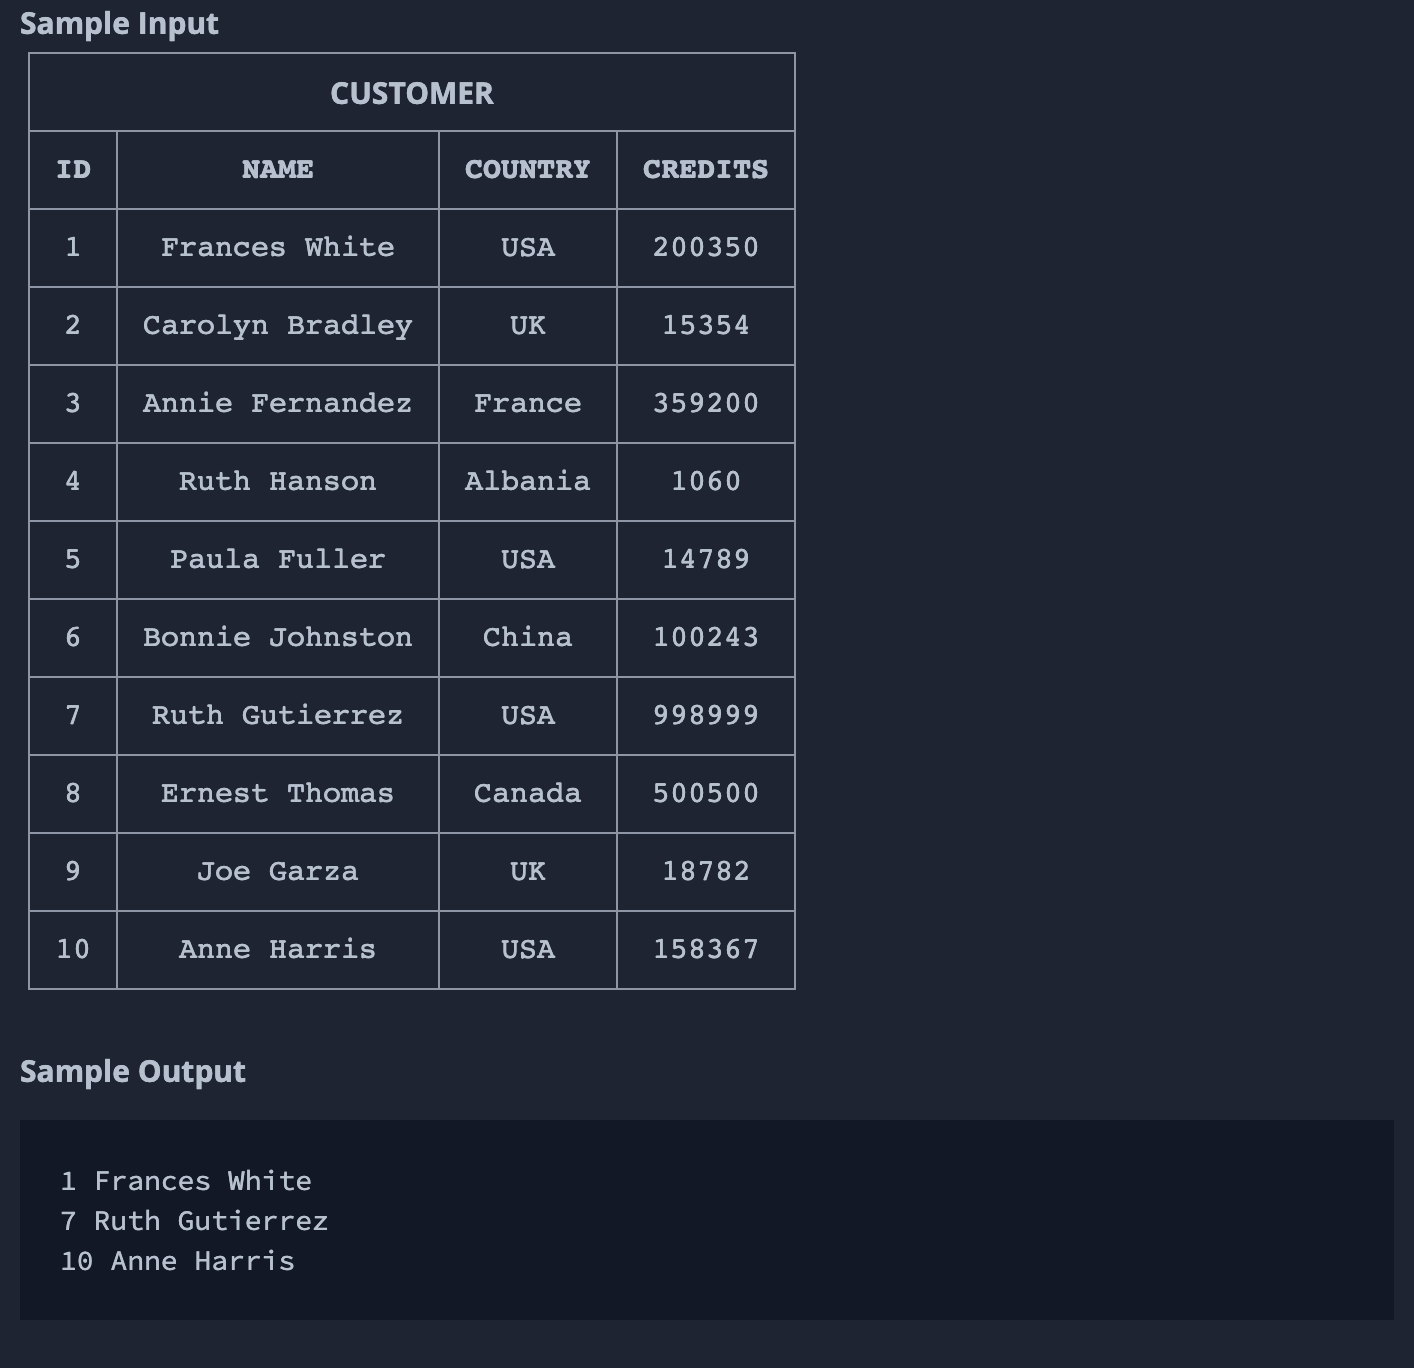 Sample Input
CUSTOMER
ID NAME COUNTRY CREDITS
1 Frances White USA 200350
2 Carolyn Bradley UK 15354
3 Annie Fernandez France 359200
4 Ruth Hanson Albania 1060
5 Paula Fuller USA 14789
6 Bonnie Johnston China 100243
7 Ruth Gutierrez USA 998999
8 Ernest Thomas Canada 500500
9 Joe Garza UK 18782
10 Anne Harris USA 158367
Sample Output
1 Frances White
7 Ruth Gutierrez
10 Anne Harris